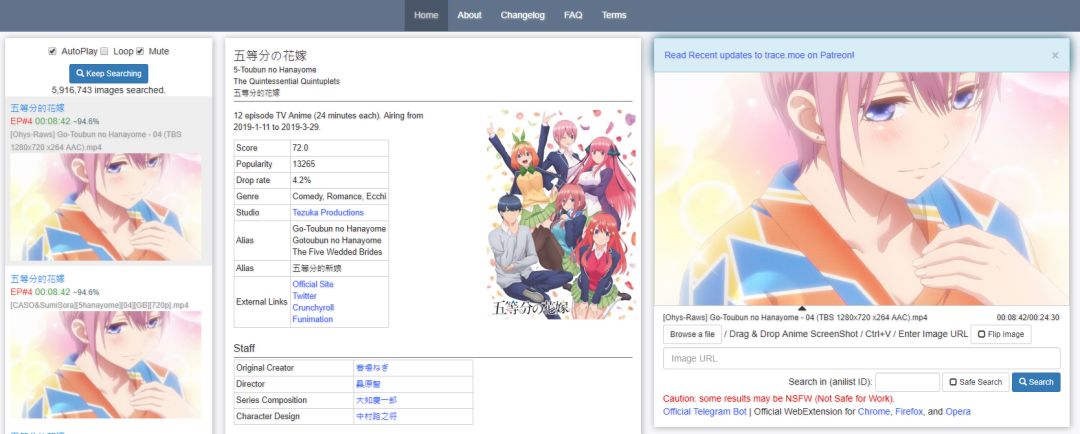 Home About Changelog FAQ Terms
AutoPlay Loop Mute
Keep Searching
5,916,743 images searched.
五等分的花嫁
EP#4 00:08:42 ~94.6%
[Ohys-Raws] Go-Toubun no Hanayome - 04 (TBS
1280x720 x264 AAC).mp4
五等分的花嫁
EP#4 00:08:42 ~94.6%
[CASO&SumiSora][5hanayome][04][GB][720p].mp4
五等分的花嫁
五等分の花嫁
5-Toubun no Hanayome
The Quintessential Quintuplets
五等分の花嫁
12 episode TV Anime (24 minutes each). Airing from
2019-1-11 to 2019-3-29.
Score 72.0
Popularity 13265
Drop rate 4.2%
Genre Comedy, Romance, Ecchi
Studio Tezuka Productions
Alias Go-Toubun no Hanayome
Gotoubun no Hanayome
The Five Wedded Brides
Alias 五等分的新娘
External Links Official Site
Twitter
Crunchyroll
Funimation
五等分の花嫁
Staff
Original Creator 春場ねぎ
Director 桑原智
Series Composition 大知慶一郎
Character Design 中村路之将
Read Recent updates to trace.moe on Patreon! ×
[Ohys-Raws] Go-Toubun no Hanayome - 04 (TBS 1280x720 x264 AAC).mp4 00:08:42/00:24:30
Browse a file / Drag & Drop Anime ScreenShot / Ctrl+V / Enter Image URL Flip Image
Image URL
Search in (anilist ID): Safe Search Search
Caution: some results may be NSFW (Not Safe for Work).
Official Telegram Bot | Official WebExtension for Chrome, Firefox, and Opera